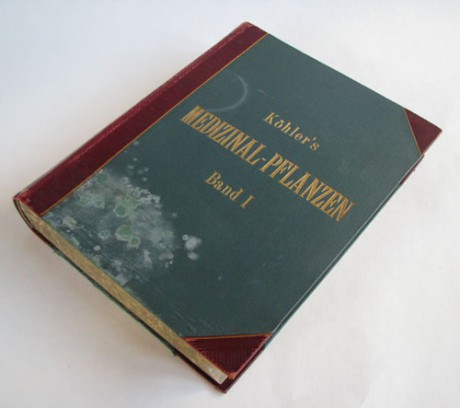 Köhler's
MEDIZINAL-PFLANZEN
Band I